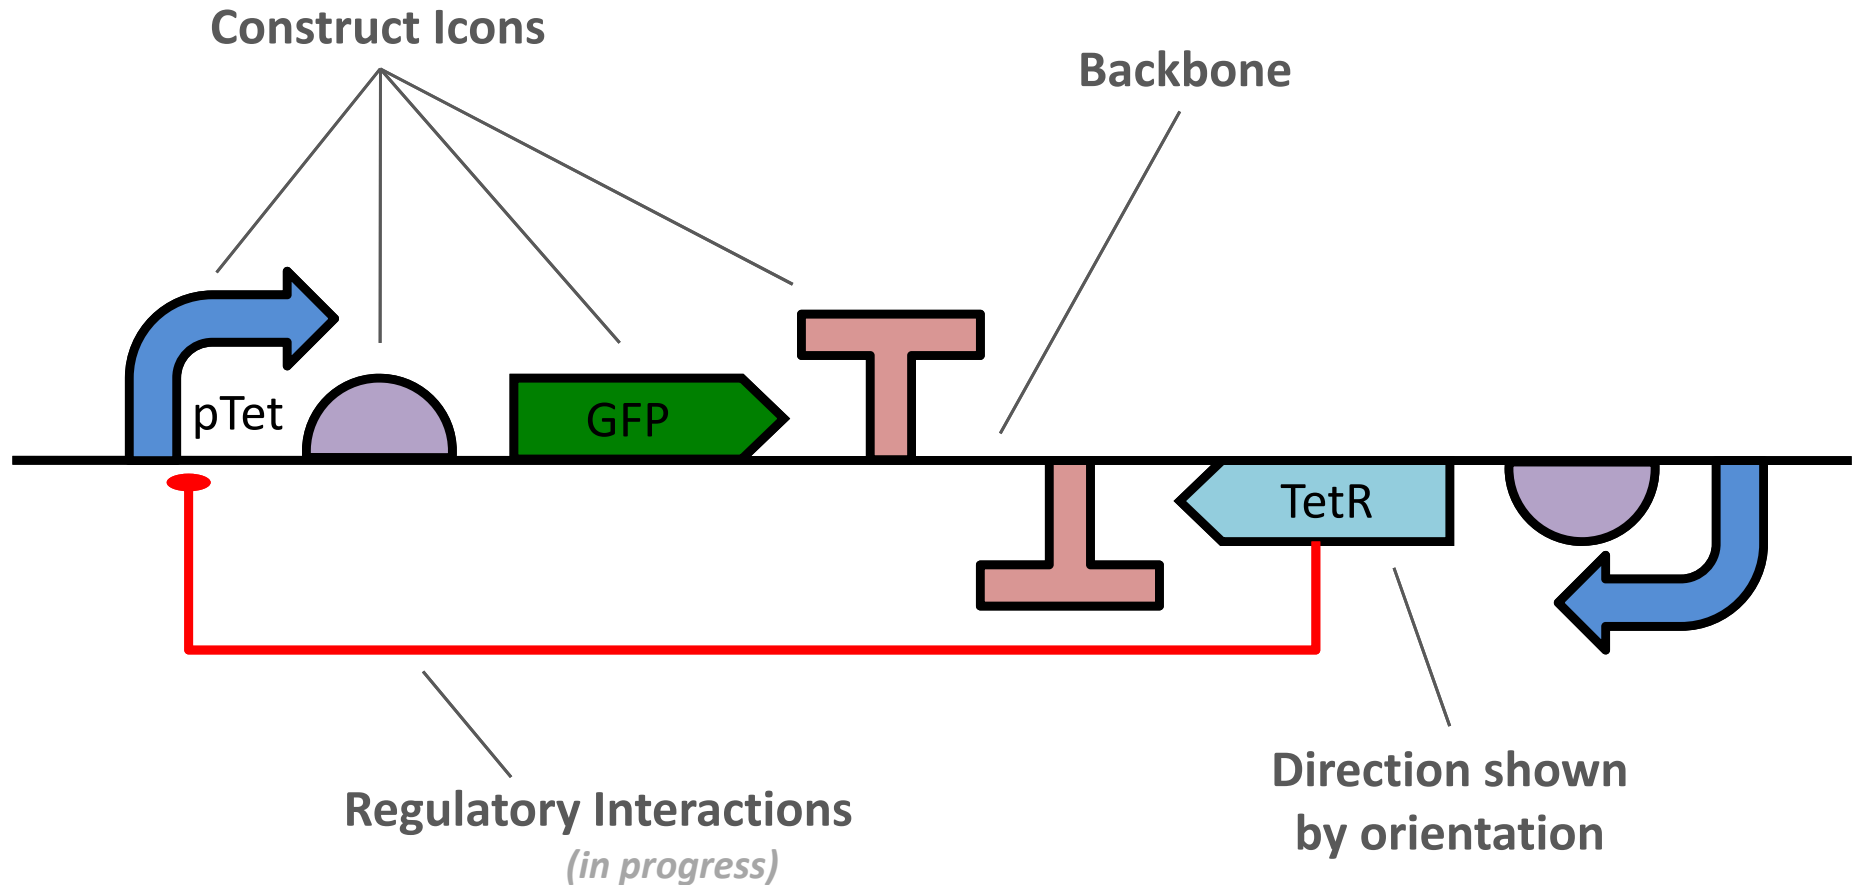 Construct Icons
Backbone
pTet
GFP
TetR
Direction shown
by orientation
Regulatory Interactions
(in progress)